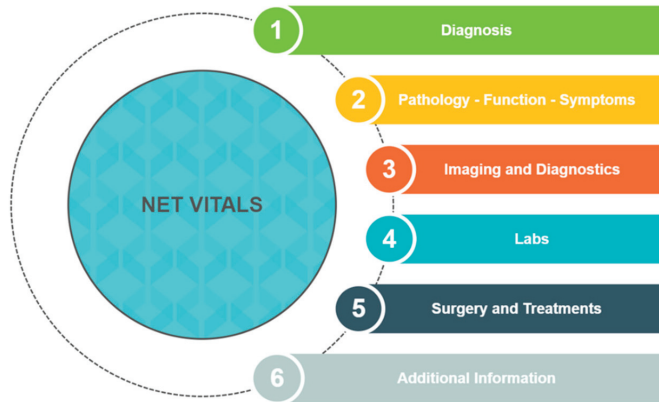 1
Diagnosis
2
Pathology - Function - Symptoms
3
Imaging and Diagnostics
NET VITALS
4
Labs
5
Surgery and Treatments
6
Additional Information